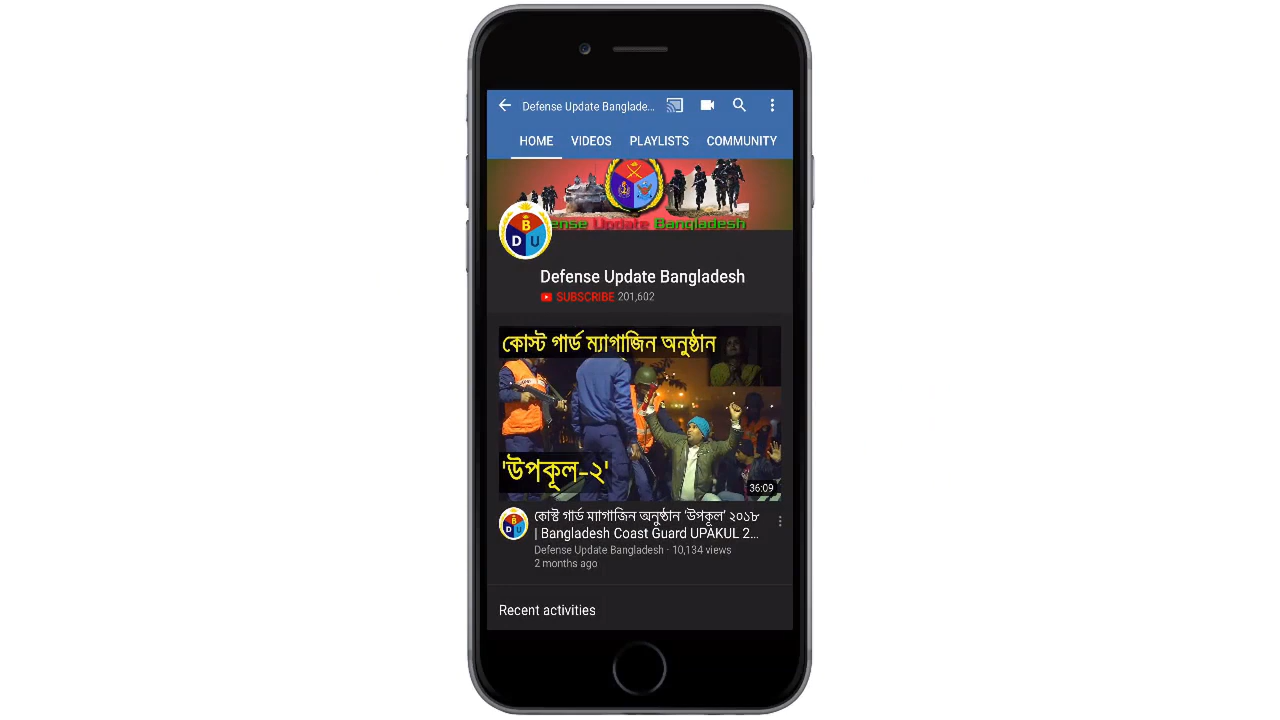 Defense Update Banglade...
HOME VIDEOS PLAYLISTS COMMUNITY
Defense Update Bangladesh
B
D U
Defense Update Bangladesh
SUBSCRIBE 201,602
কোস্ট গার্ড ম্যাগাজিন অনুষ্ঠান
'উপকূল-২'
36:09
কোস্ট গার্ড ম্যাগাজিন অনুষ্ঠান ‘উপকূল’ ২০১৮
| Bangladesh Coast Guard UPAKUL 2...
Defense Update Bangladesh · 10,134 views
2 months ago
Recent activities